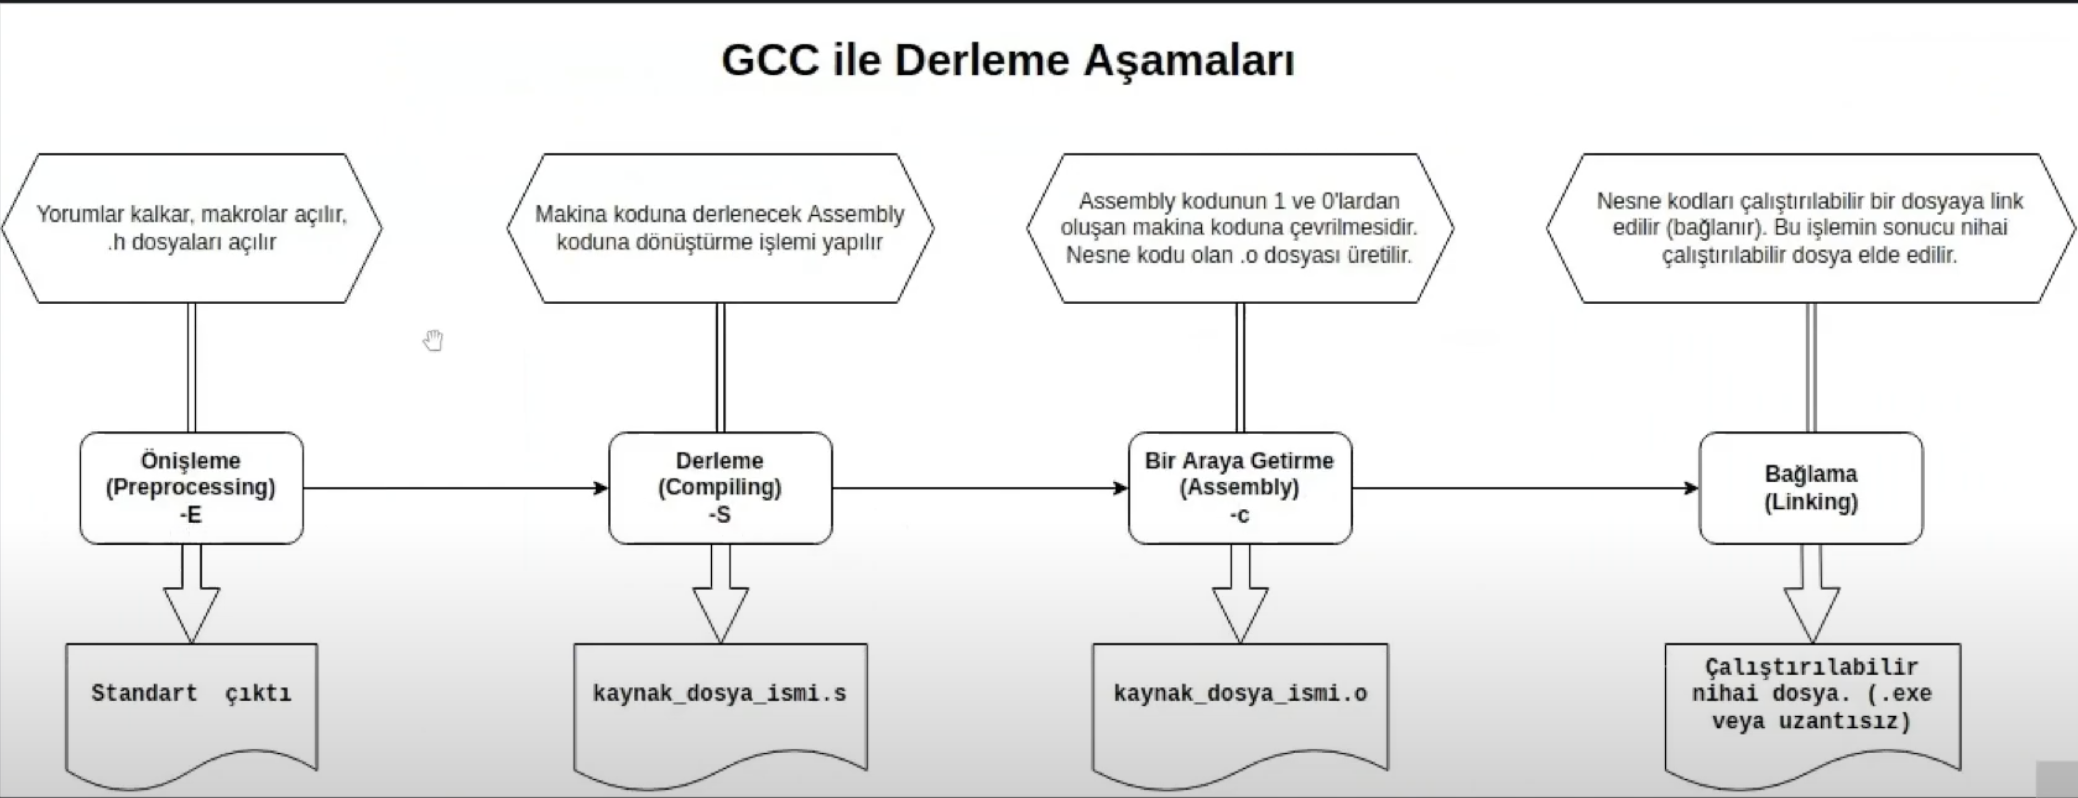 GCC ile Derleme Aşamaları
Yorumlar kalkar, makrolar açılır,
.h dosyaları açılır
Makina koduna derlenecek Assembly
koduna dönüştürme işlemi yapılır
Assembly kodunun 1 ve 0'lardan
oluşan makina koduna çevrilmesidir.
Nesne kodu olan .o dosyası üretilir.
Nesne kodları çalıştırılabilir bir dosyaya link
edilir (bağlanır). Bu işlemin sonucu nihai
çalıştırılabilir dosya elde edilir.
Önişleme
(Preprocessing)
-E
Derleme
(Compiling)
-S
Bir Araya Getirme
(Assembly)
-c
Bağlama
(Linking)
Standart çıktı
kaynak_dosya_ismi.s
kaynak_dosya_ismi.o
Çalıştırılabilir
nihai dosya. (.exe
veya uzantısız)